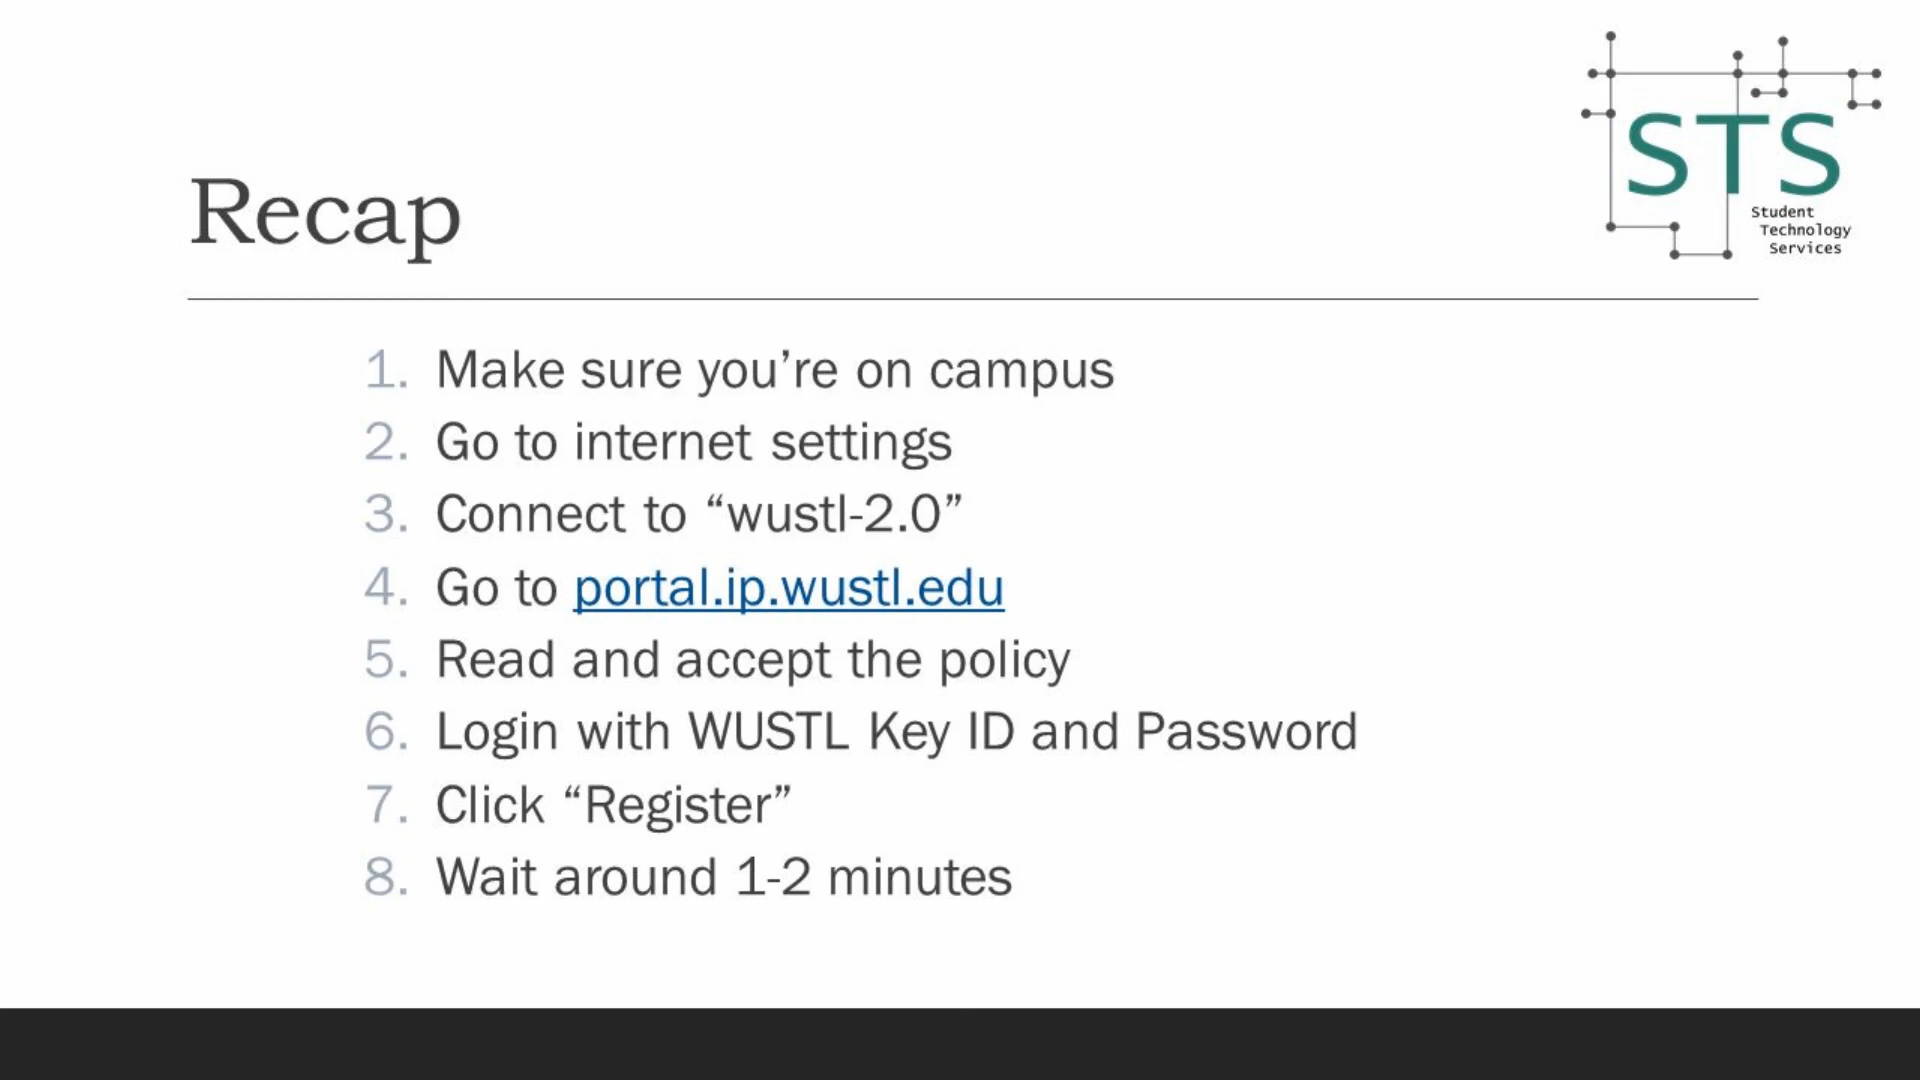 STS
Student
Technology
Services
Recap
1. Make sure you’re on campus
2. Go to internet settings
3. Connect to “wustl-2.0”
4. Go to portal.ip.wustl.edu
5. Read and accept the policy
6. Login with WUSTL Key ID and Password
7. Click “Register”
8. Wait around 1-2 minutes